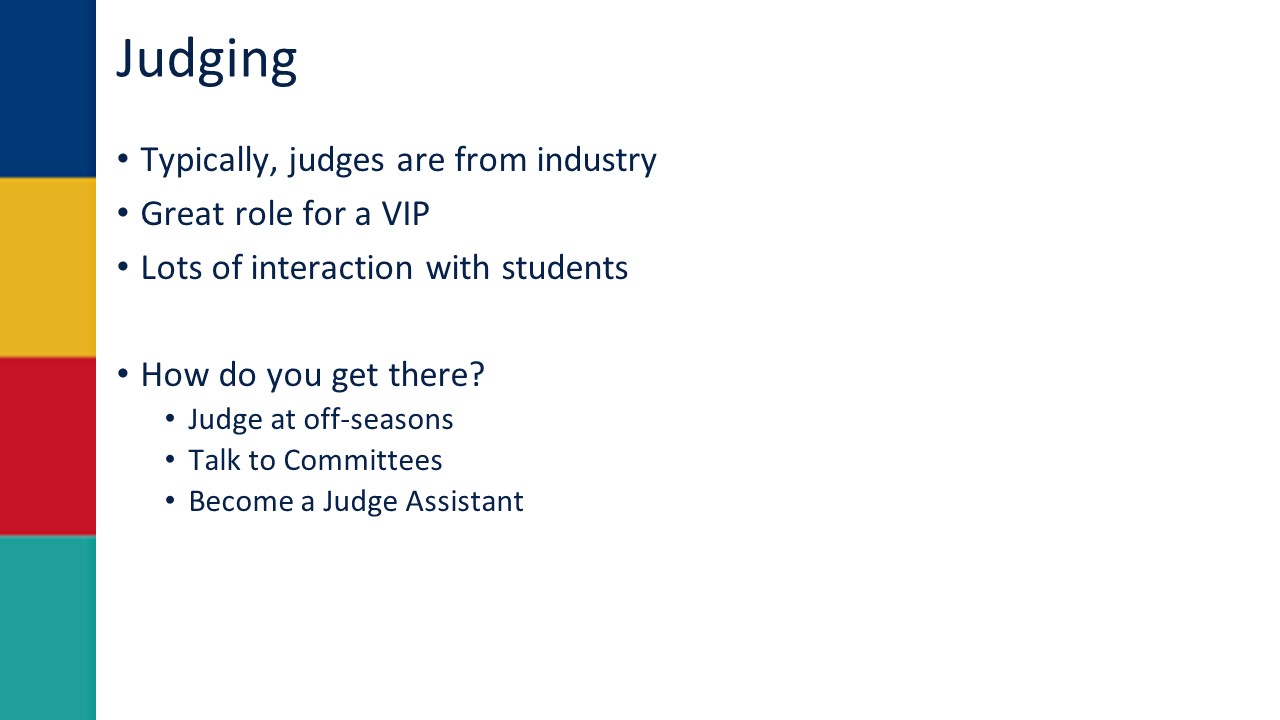 Judging
• Typically, judges are from industry
• Great role for a VIP
• Lots of interaction with students
• How do you get there?
• Judge at off-seasons
• Talk to Committees
• Become a Judge Assistant